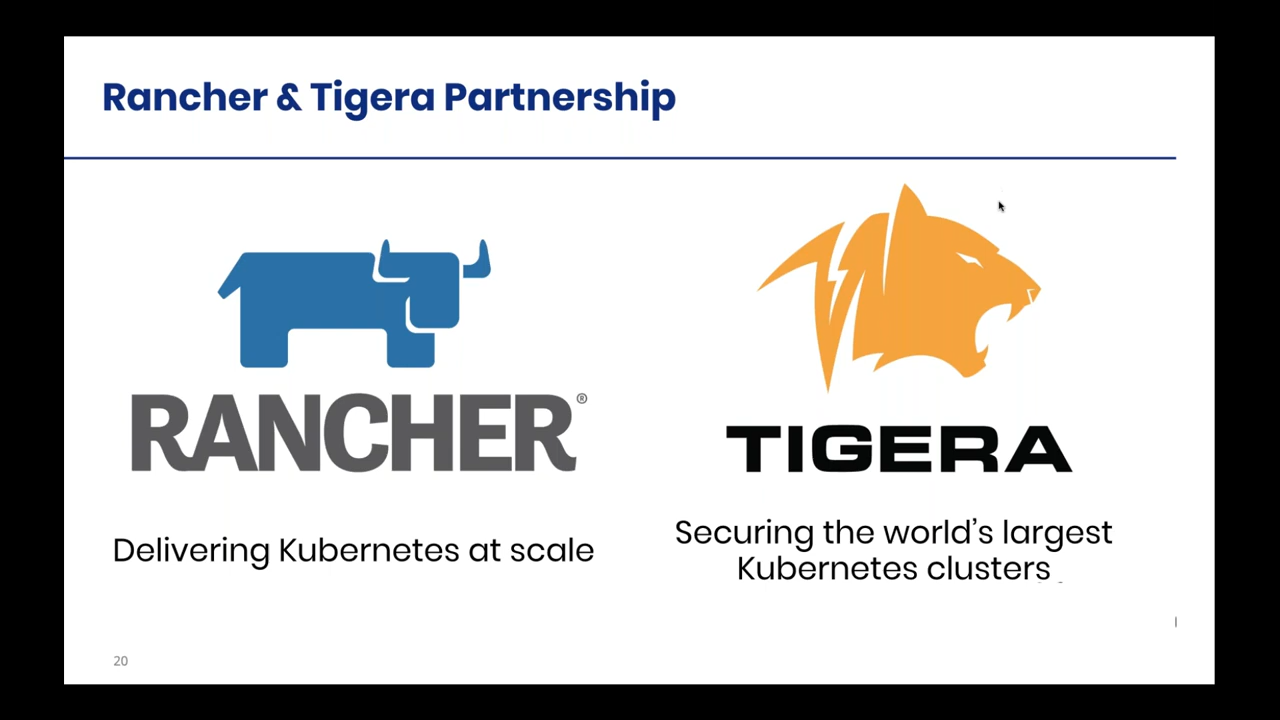 Rancher & Tigera Partnership
RANCHER®
TIGERA
Delivering Kubernetes at scale
Securing the world’s largest
Kubernetes clusters
20